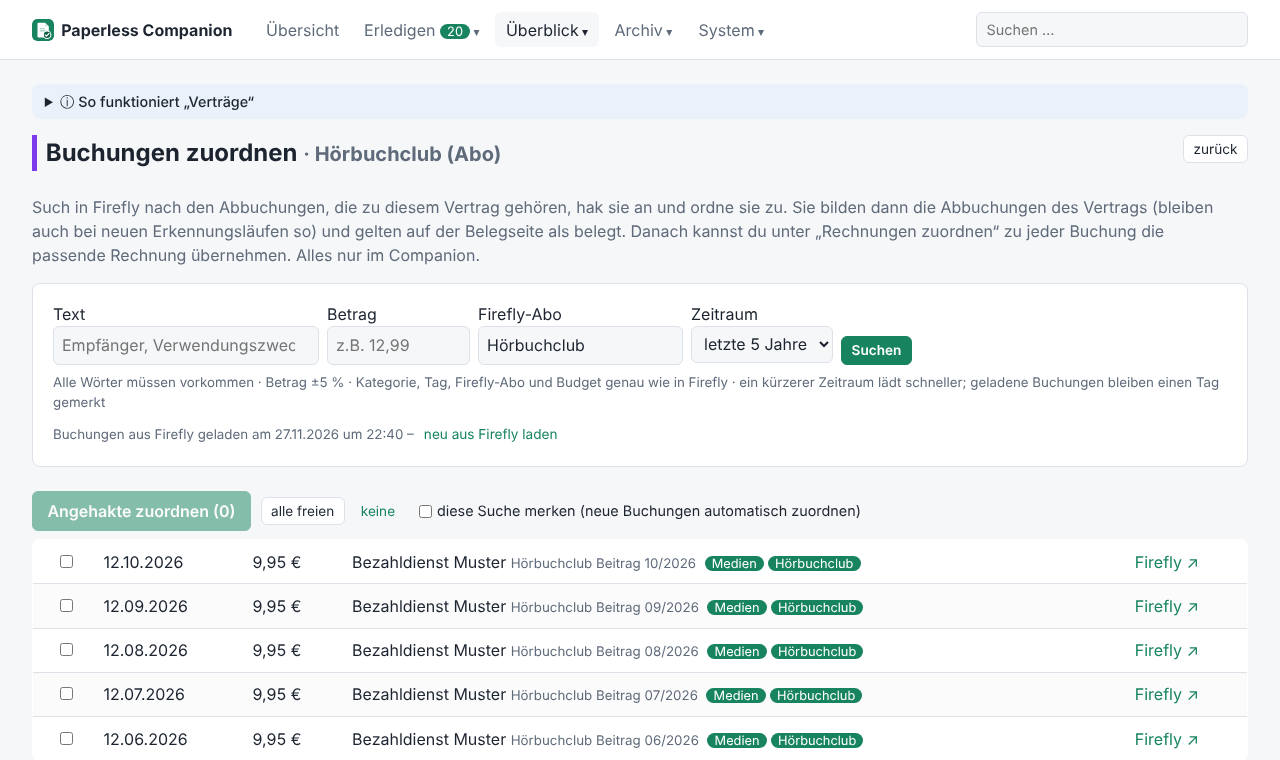 Paperless Companion Übersicht Erledigen 20 ▾ Überblick ▾ Archiv ▾ System ▾ Suchen …
▶ ⓘ So funktioniert „Verträge“
Buchungen zuordnen · Hörbuchclub (Abo) zurück
Such in Firefly nach den Abbuchungen, die zu diesem Vertrag gehören, hak sie an und ordne sie zu. Sie bilden dann die Abbuchungen des Vertrags (bleiben
auch bei neuen Erkennungsläufen so) und gelten auf der Belegseite als belegt. Danach kannst du unter „Rechnungen zuordnen“ zu jeder Buchung die
passende Rechnung übernehmen. Alles nur im Companion.
Text Betrag Firefly-Abo Zeitraum
Empfänger, Verwendungszwec z.B. 12,99 Hörbuchclub letzte 5 Jahre Suchen
Alle Wörter müssen vorkommen · Betrag ±5 % · Kategorie, Tag, Firefly-Abo und Budget genau wie in Firefly · ein kürzerer Zeitraum lädt schneller; geladene Buchungen bleiben einen Tag
gemerkt
Buchungen aus Firefly geladen am 27.11.2026 um 22:40 – neu aus Firefly laden
Angehakte zuordnen (0) alle freien keine diese Suche merken (neue Buchungen automatisch zuordnen)
12.10.2026 9,95 € Bezahldienst Muster Hörbuchclub Beitrag 10/2026 Medien Hörbuchclub Firefly ↗
12.09.2026 9,95 € Bezahldienst Muster Hörbuchclub Beitrag 09/2026 Medien Hörbuchclub Firefly ↗
12.08.2026 9,95 € Bezahldienst Muster Hörbuchclub Beitrag 08/2026 Medien Hörbuchclub Firefly ↗
12.07.2026 9,95 € Bezahldienst Muster Hörbuchclub Beitrag 07/2026 Medien Hörbuchclub Firefly ↗
12.06.2026 9,95 € Bezahldienst Muster Hörbuchclub Beitrag 06/2026 Medien Hörbuchclub Firefly ↗